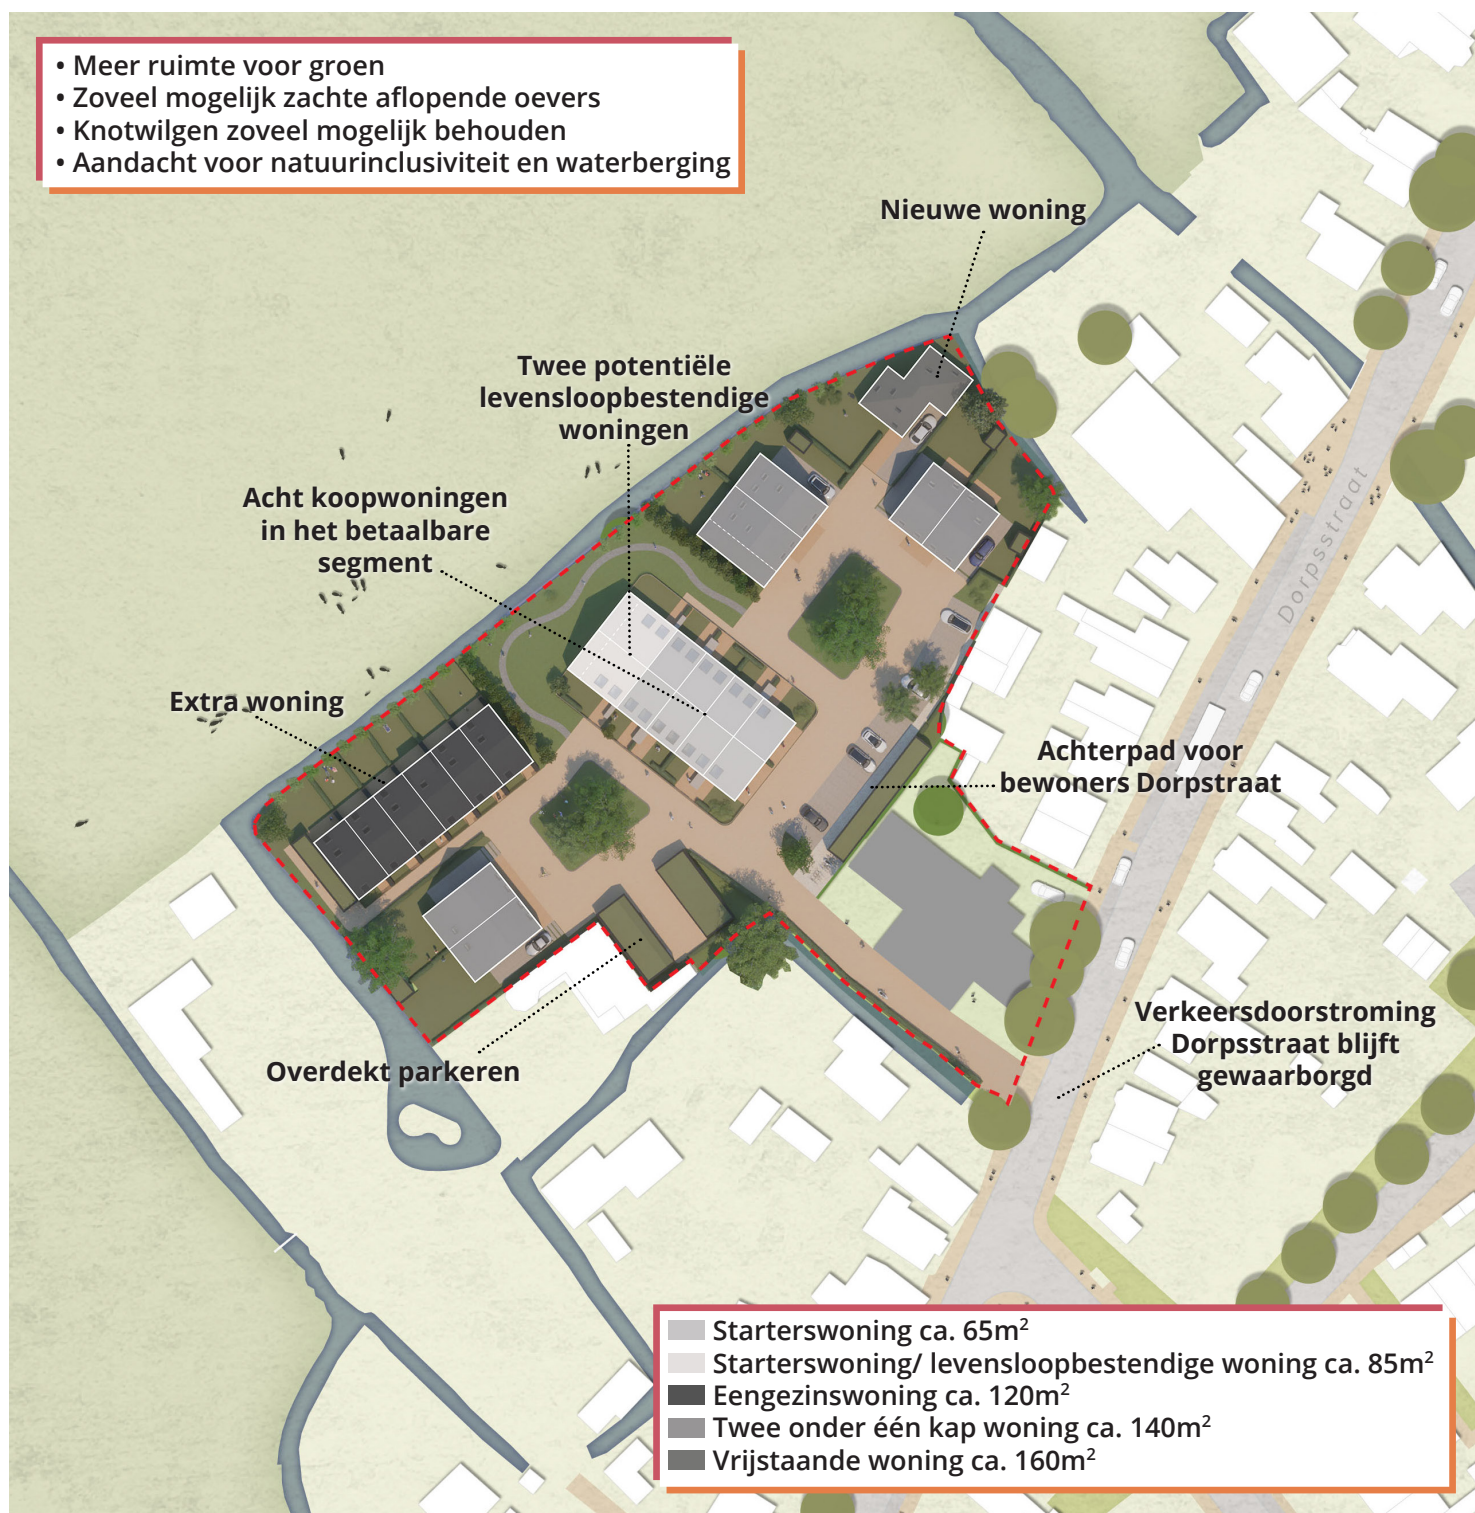 • Meer ruimte voor groen
• Zoveel mogelijk zachte aflopende oevers
• Knotwilgen zoveel mogelijk behouden
• Aandacht voor natuurinclusiviteit en waterberging
Nieuwe woning
Twee potentiële
levensloopbestendige
woningen
Acht koopwoningen
in het betaalbare
segment
Extra woning
Dorpsstraat
Achterpad voor
bewoners Dorpstraat
Verkeersdoorstroming
Dorpsstraat blijft
gewaarborgd
Overdekt parkeren
Starterswoning ca. 65m²
Starterswoning/ levensloopbestendige woning ca. 85m²
Eengezinswoning ca. 120m²
Twee onder één kap woning ca. 140m²
Vrijstaande woning ca. 160m²